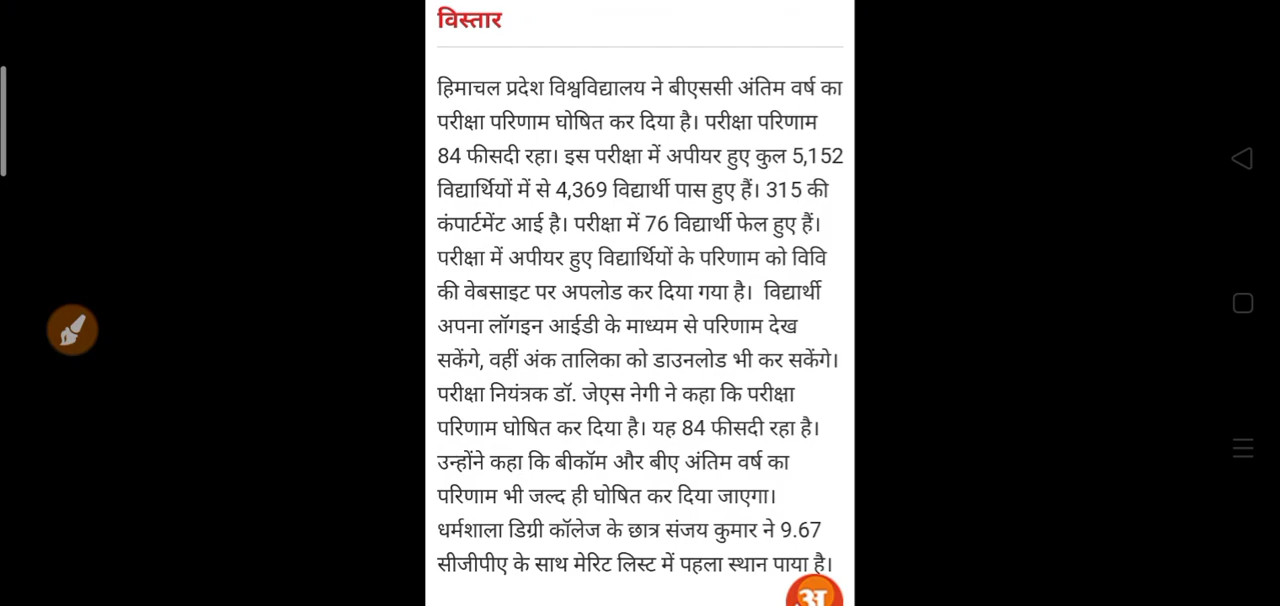 विस्तार
हिमाचल प्रदेश विश्वविद्यालय ने बीएससी अंतिम वर्ष का
परीक्षा परिणाम घोषित कर दिया है। परीक्षा परिणाम
84 फीसदी रहा। इस परीक्षा में अपीयर हुए कुल 5,152
विद्यार्थियों में से 4,369 विद्यार्थी पास हुए हैं। 315 की
कंपार्टमेंट आई है। परीक्षा में 76 विद्यार्थी फेल हुए हैं।
परीक्षा में अपीयर हुए विद्यार्थियों के परिणाम को विवि
की वेबसाइट पर अपलोड कर दिया गया है। विद्यार्थी
अपना लॉगइन आईडी के माध्यम से परिणाम देख
सकेंगे, वहीं अंक तालिका को डाउनलोड भी कर सकेंगे।
परीक्षा नियंत्रक डॉ. जेएस नेगी ने कहा कि परीक्षा
परिणाम घोषित कर दिया है। यह 84 फीसदी रहा है।
उन्होंने कहा कि बीकॉम और बीए अंतिम वर्ष का
परिणाम भी जल्द ही घोषित कर दिया जाएगा।
धर्मशाला डिग्री कॉलेज के छात्र संजय कुमार ने 9.67
सीजीपीए के साथ मेरिट लिस्ट में पहला स्थान पाया है।
अ